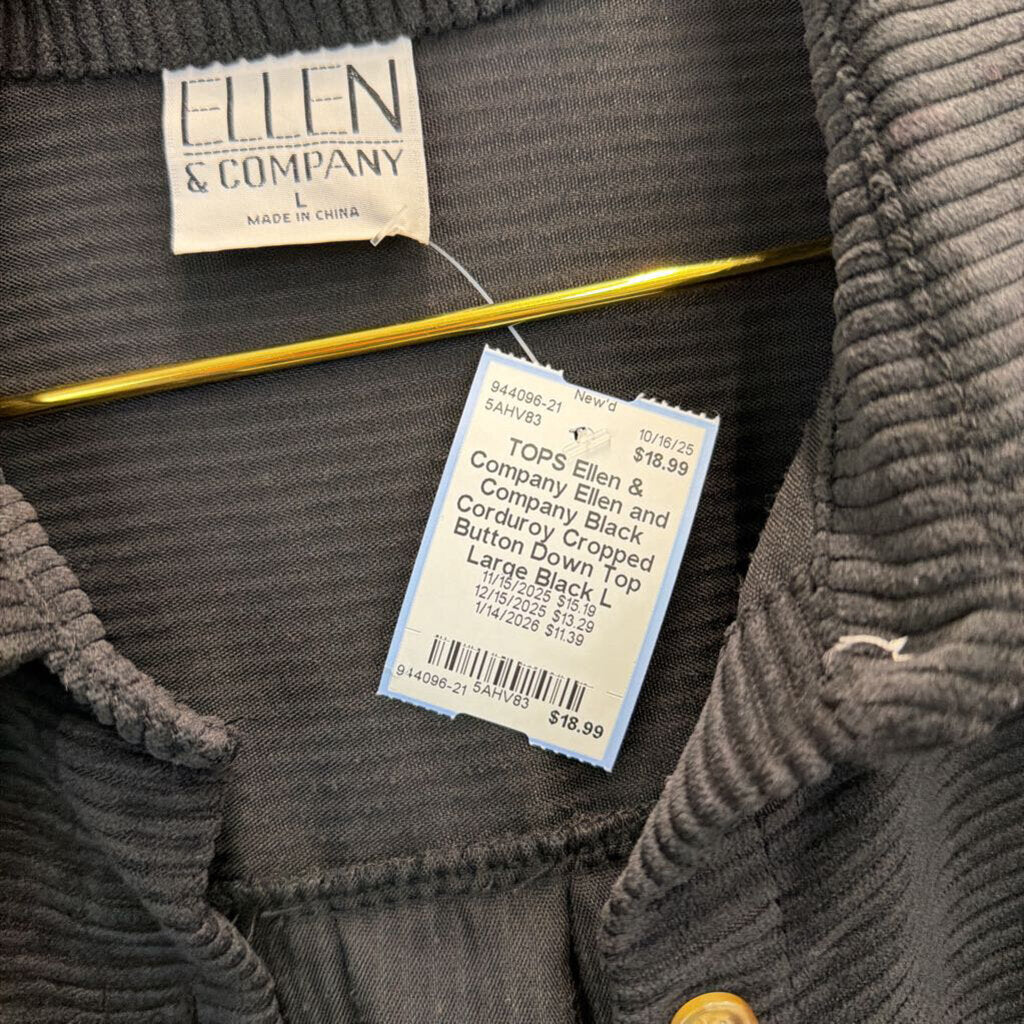 ELLEN
& COMPANY
L
MADE IN CHINA
944096-21
New'd
5AHV83
10/16/25
$18.99
TOPS Ellen &
Company Ellen and
Company Black
Corduroy Cropped
Button Down Top
Large Black L
11/15/2025 $15.19
12/15/2025 $13.29
1/14/2026 $11.39
944096-21 5AHV83
$18.99